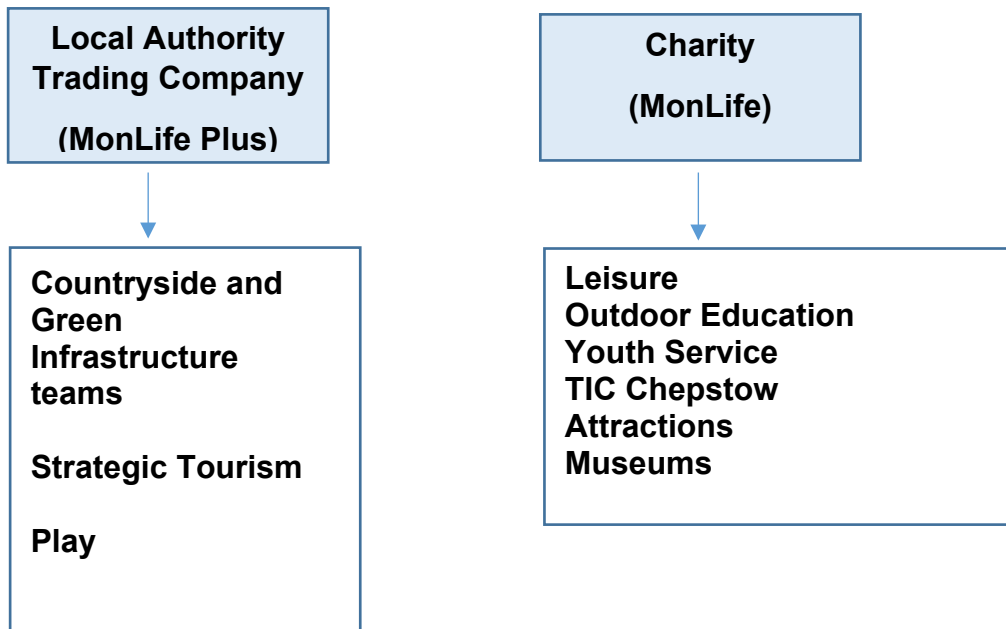 Local Authority
Trading Company
(MonLife Plus)
Countryside and
Green
Infrastructure
teams
Strategic Tourism
Play
Charity
(MonLife)
Leisure
Outdoor Education
Youth Service
TIC Chepstow
Attractions
Museums